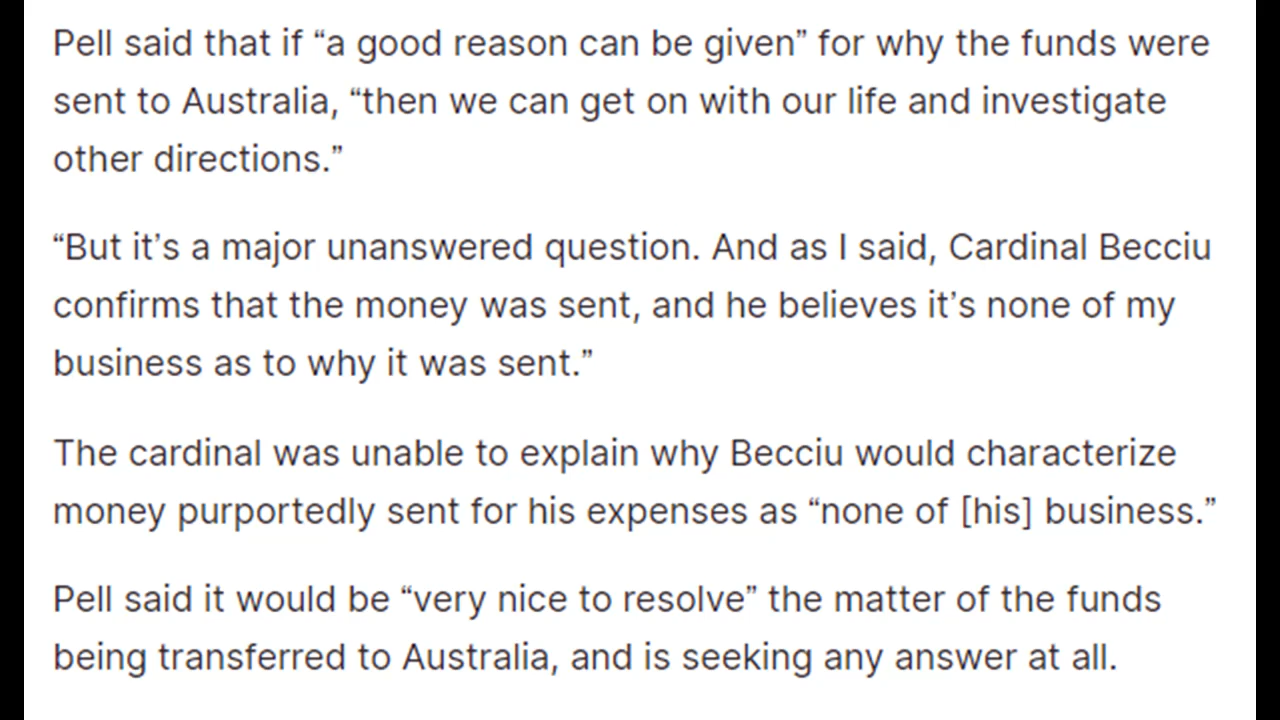 Pell said that if “a good reason can be given” for why the funds were
sent to Australia, “then we can get on with our life and investigate
other directions.”
“But it’s a major unanswered question. And as I said, Cardinal Becciu
confirms that the money was sent, and he believes it’s none of my
business as to why it was sent.”
The cardinal was unable to explain why Becciu would characterize
money purportedly sent for his expenses as “none of [his] business.”
Pell said it would be “very nice to resolve” the matter of the funds
being transferred to Australia, and is seeking any answer at all.